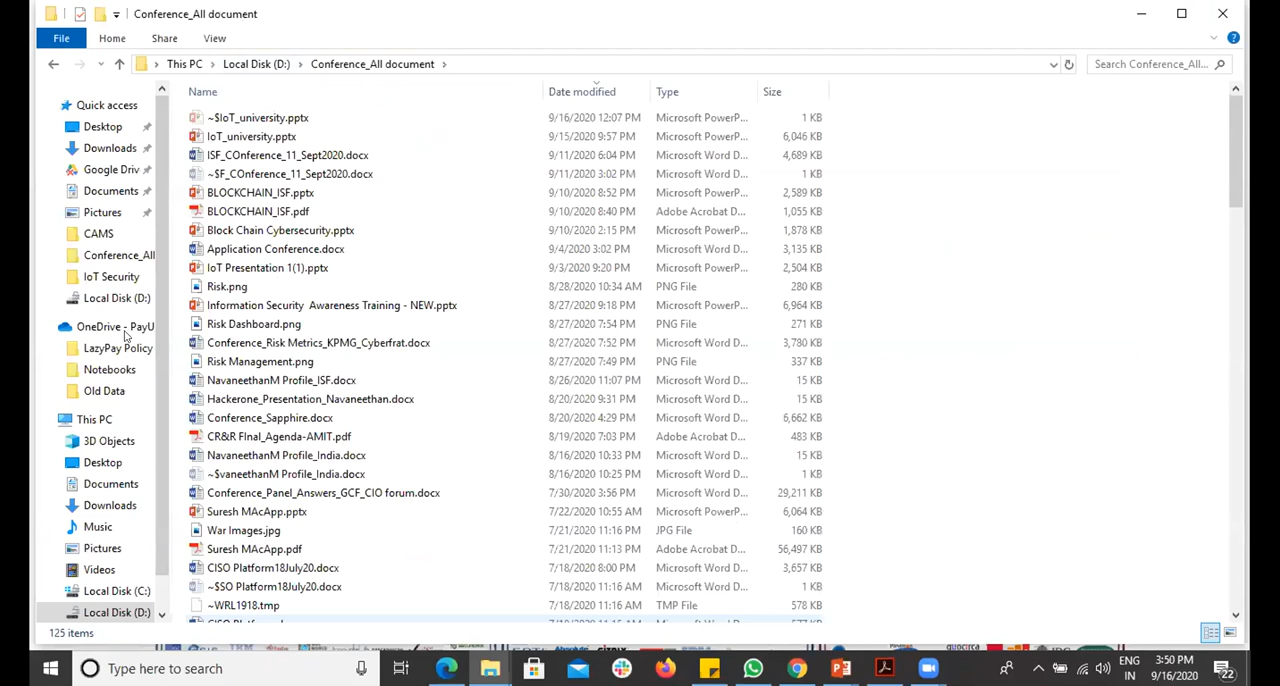 Conference_All document
File Home Share View
This PC Local Disk (D:) Conference_All document Search Conference_All...
Name Date modified Type Size
Quick access
Desktop
Downloads
Google Driv
Documents
Pictures
CAMS
Conference_All
IoT Security
Local Disk (D:)
OneDrive - PayU
LazyPay Policy
Notebooks
Old Data
This PC
3D Objects
Desktop
Documents
Downloads
Music
Pictures
Videos
Local Disk (C:)
Local Disk (D:)
~$IoT_university.pptx 9/16/2020 12:07 PM Microsoft PowerP... 1 KB
IoT_university.pptx 9/15/2020 9:57 PM Microsoft PowerP... 6,046 KB
ISF_COnference_11_Sept2020.docx 9/11/2020 6:04 PM Microsoft Word D... 4,689 KB
~$F_COnference_11_Sept2020.docx 9/11/2020 3:02 PM Microsoft Word D... 1 KB
BLOCKCHAIN_ISF.pptx 9/10/2020 8:52 PM Microsoft PowerP... 2,589 KB
BLOCKCHAIN_ISF.pdf 9/10/2020 8:40 PM Adobe Acrobat D... 1,055 KB
Block Chain Cybersecurity.pptx 9/10/2020 2:15 PM Microsoft PowerP... 1,878 KB
Application Conference.docx 9/4/2020 3:02 PM Microsoft Word D... 3,135 KB
IoT Presentation 1(1).pptx 9/3/2020 9:20 PM Microsoft PowerP... 2,504 KB
Risk.png 8/28/2020 10:34 AM PNG File 280 KB
Information Security Awareness Training - NEW.pptx 8/27/2020 9:18 PM Microsoft PowerP... 6,964 KB
Risk Dashboard.png 8/27/2020 7:54 PM PNG File 271 KB
Conference_Risk Metrics_KPMG_Cyberfrat.docx 8/27/2020 7:52 PM Microsoft Word D... 3,780 KB
Risk Management.png 8/27/2020 7:49 PM PNG File 337 KB
NavaneethanM Profile_ISF.docx 8/26/2020 11:07 PM Microsoft Word D... 15 KB
Hackerone_Presentation_Navaneethan.docx 8/20/2020 9:31 PM Microsoft Word D... 15 KB
Conference_Sapphire.docx 8/20/2020 4:29 PM Microsoft Word D... 6,662 KB
CR&R FInal_Agenda-AMIT.pdf 8/19/2020 7:03 PM Adobe Acrobat D... 483 KB
NavaneethanM Profile_India.docx 8/16/2020 10:33 PM Microsoft Word D... 15 KB
~$vaneethanM Profile_India.docx 8/16/2020 10:25 PM Microsoft Word D... 1 KB
Conference_Panel_Answers_GCF_CIO forum.docx 7/30/2020 3:56 PM Microsoft Word D... 29,211 KB
Suresh MAcApp.pptx 7/22/2020 10:55 AM Microsoft PowerP... 6,064 KB
War Images.jpg 7/21/2020 11:16 PM JPG File 160 KB
Suresh MAcApp.pdf 7/21/2020 11:13 PM Adobe Acrobat D... 56,497 KB
CISO Platform18July20.docx 7/18/2020 8:00 PM Microsoft Word D... 3,657 KB
~$SO Platform18July20.docx 7/18/2020 11:16 AM Microsoft Word D... 1 KB
~WRL1918.tmp 7/18/2020 11:16 AM TMP File 578 KB
125 items
Type here to search
ENG 3:50 PM
IN 9/16/2020 22